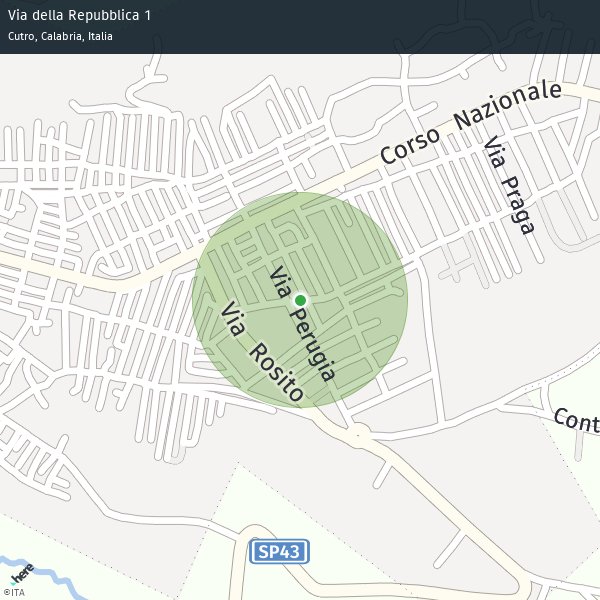 Via della Repubblica 1
Cutro, Calabria, Italia
Corso Nazionale
Via Praga
Via Perugia
Via Rosito
Cont
SP43
here
©ITA